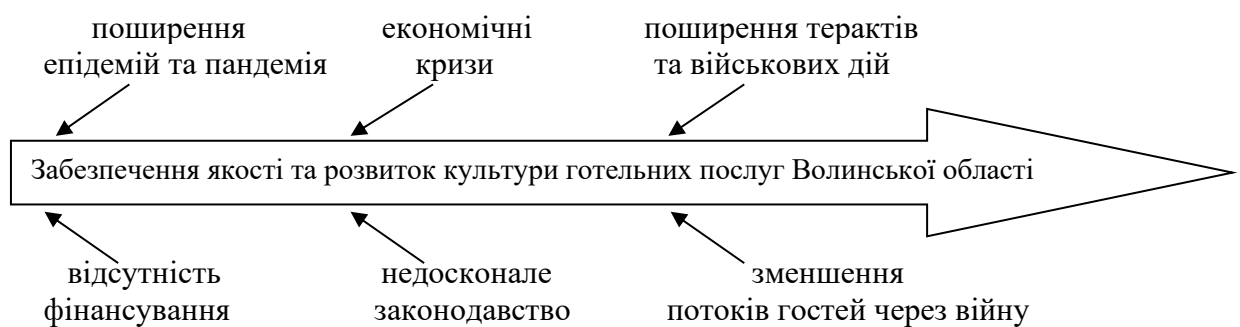 поширення
епідемій та пандемія
економічні
кризи
поширення терактів
та військових дій
Забезпечення якості та розвиток культури готельних послуг Волинської області
відсутність
фінансування
недосконале
законодавство
зменшення
потоків гостей через війну